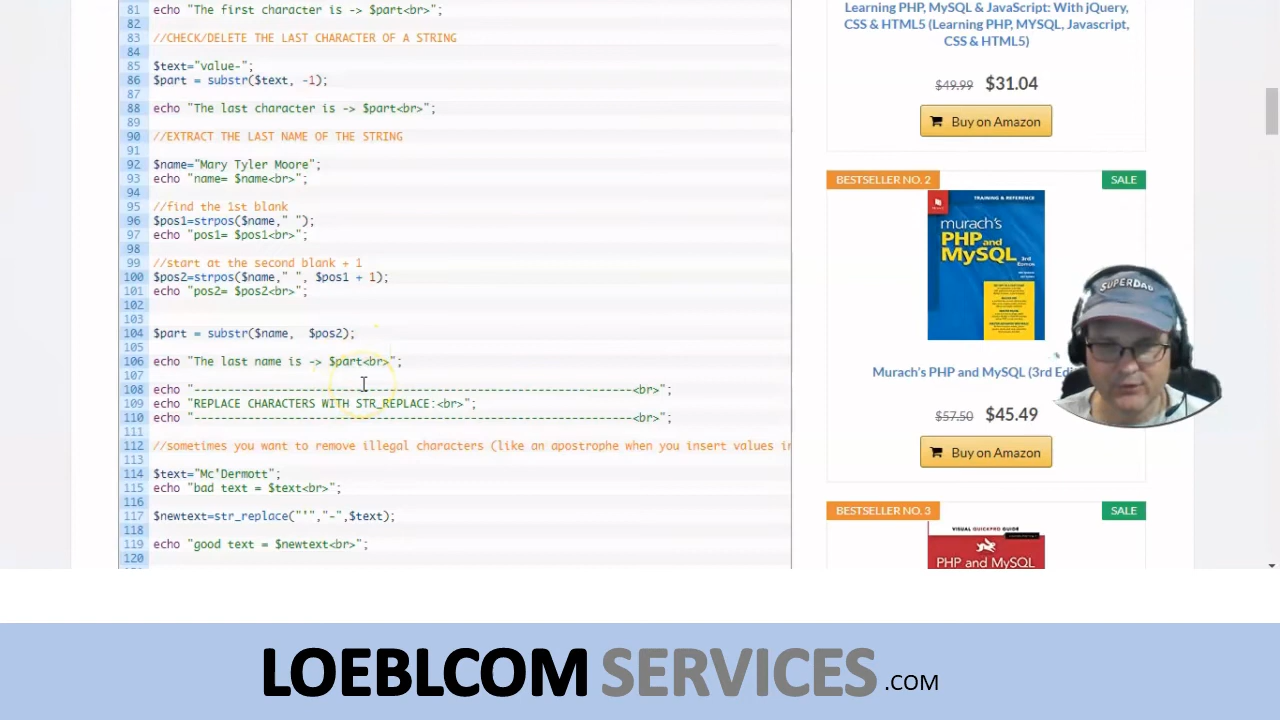 81 echo "The first character is -> $part<br>";
82
83 //CHECK/DELETE THE LAST CHARACTER OF A STRING
84
85 $text="value-";
86 $part = substr($text, -1);
87
88 echo "The last character is -> $part<br>";
89
90 //EXTRACT THE LAST NAME OF THE STRING
91
92 $name="Mary Tyler Moore";
93 echo "name= $name<br>";
94
95 //find the 1st blank
96 $pos1=strpos($name," ");
97 echo "pos1= $pos1<br>";
98
99 //start at the second blank + 1
100 $pos2=strpos($name," ", $pos1 + 1);
101 echo "pos2= $pos2<br>";
102
103
104 $part = substr($name, $pos2);
105
106 echo "The last name is -> $part<br>";
107
108 echo "-----------------------------------------------------------------<br>";
109 echo "REPLACE CHARACTERS WITH STR_REPLACE:<br>";
110 echo "-----------------------------------------------------------------<br>";
111
112 //sometimes you want to remove illegal characters (like an apostrophe when you insert values in
113
114 $text="Mc'Dermott";
115 echo "bad text = $text<br>";
116
117 $newtext=str_replace("'","-",$text);
118
119 echo "good text = $newtext<br>";
120
Learning PHP, MySQL & JavaScript: With jQuery,
CSS & HTML5 (Learning PHP, MYSQL, Javascript,
CSS & HTML5)
$49.99 $31.04
Buy on Amazon
BESTSELLER NO. 2 SALE
TRAINING & REFERENCE
murach's
PHP and
MySQL 3rd
Murach's PHP and MySQL (3rd Edi
$57.50 $45.49
Buy on Amazon
BESTSELLER NO. 3 SALE
VISUAL QUICKPRO GUIDE
PHP and MySQL
SUPERDAD
LOEBLCOM SERVICES .COM